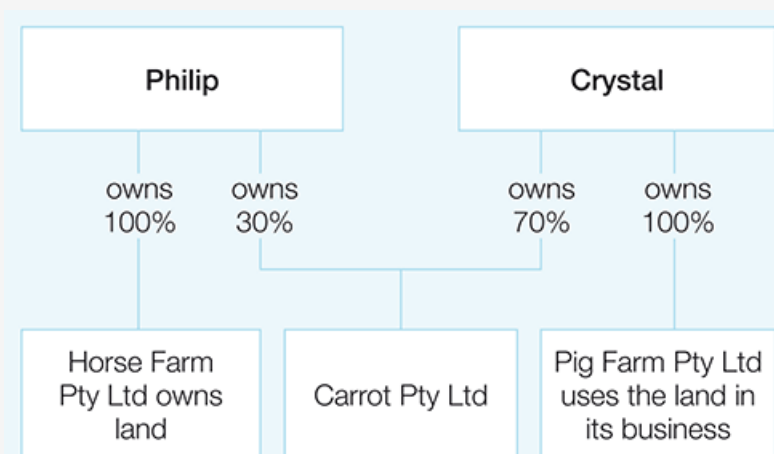 Philip
Crystal
owns
100%
owns
30%
owns
70%
owns
100%
Horse Farm
Pty Ltd owns
land
Carrot Pty Ltd
Pig Farm Pty Ltd
uses the land in
its business